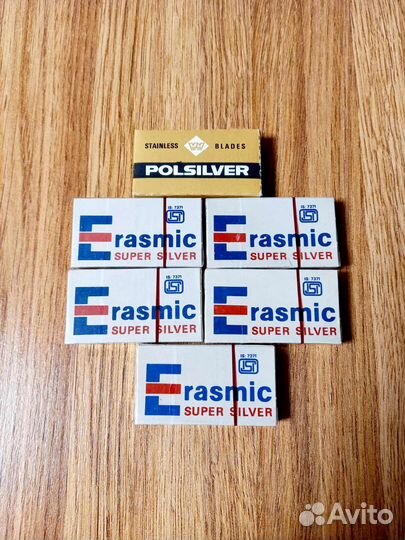 STAINLESS BLADES
POLSILVER
IS: 7371
Erasmic
SUPER SILVER
IS: 7371
Erasmic
SUPER SILVER
IS: 7371
Erasmic
SUPER SILVER
IS: 7371
Erasmic
SUPER SILVER
IS: 7371
Erasmic
SUPER SILVER
Avito